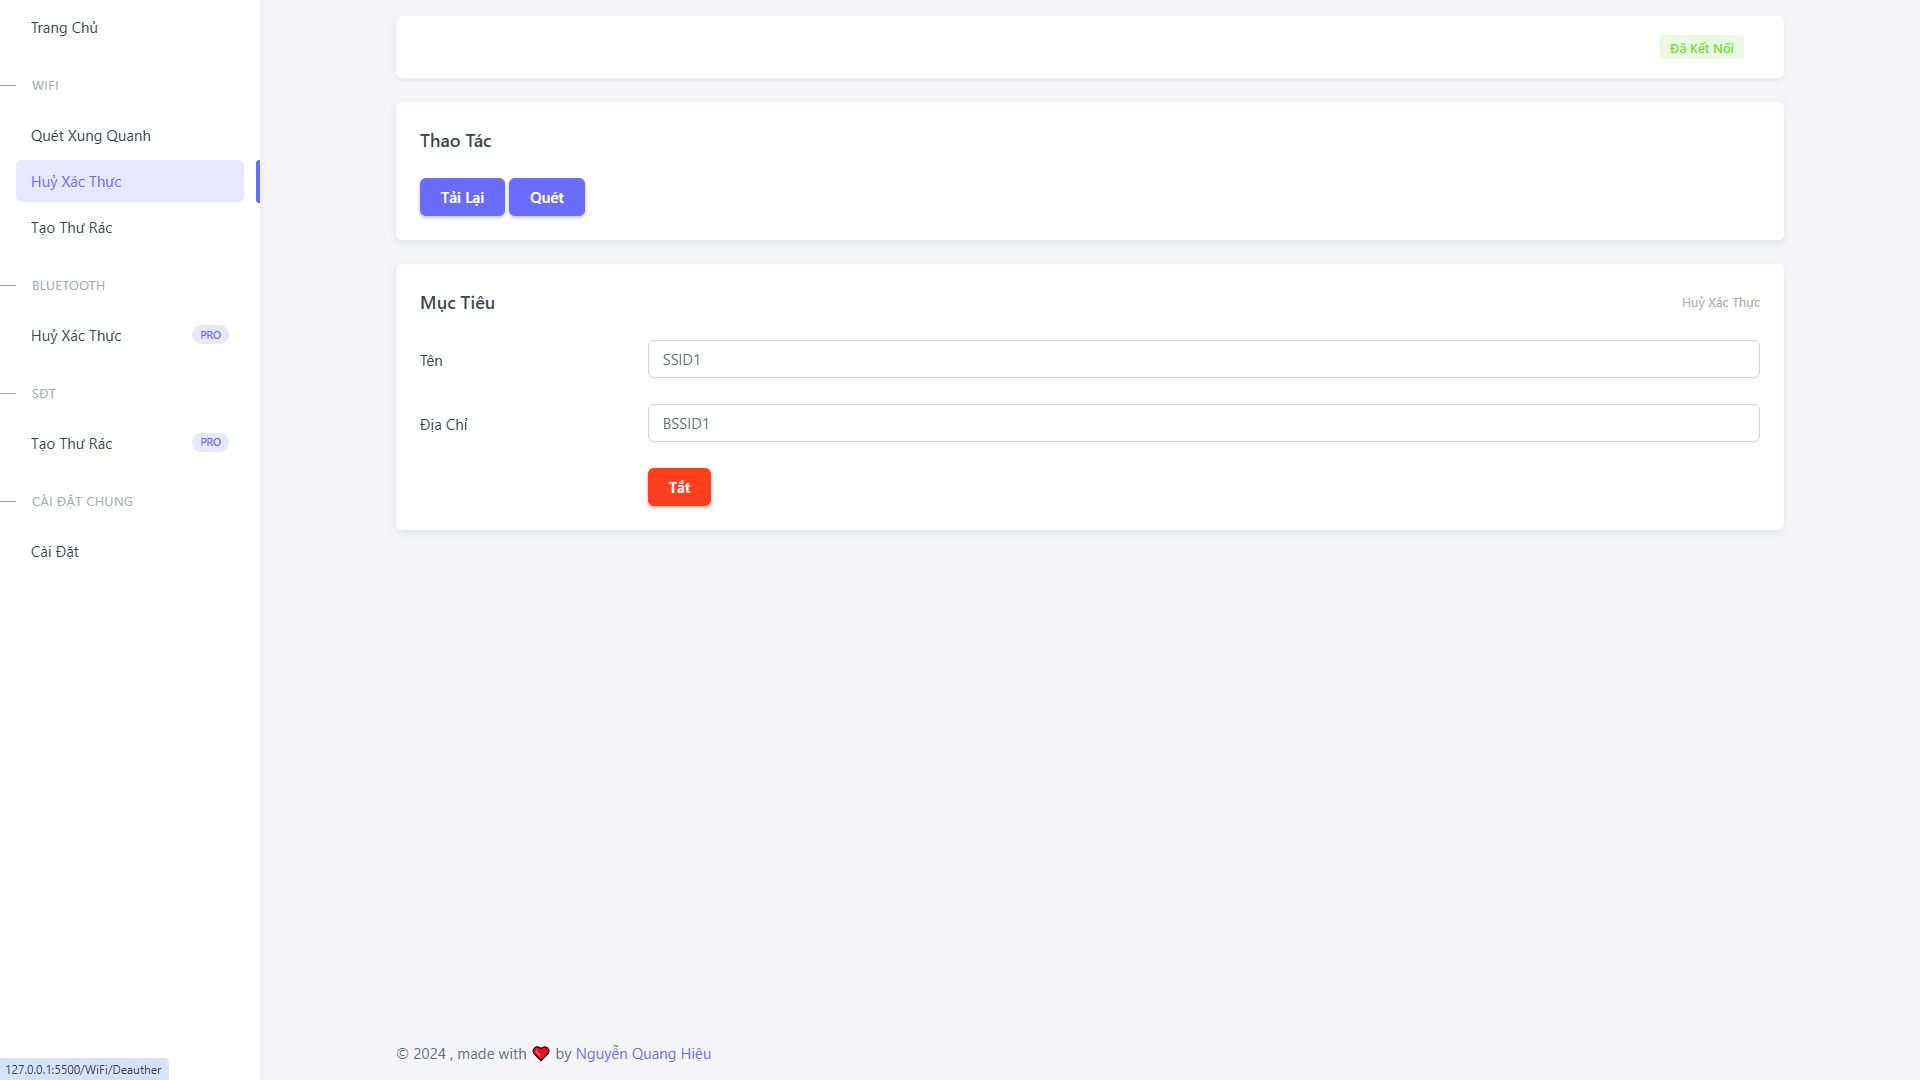 Trang Chủ
WIFI
Quét Xung Quanh
Huỷ Xác Thực
Tạo Thư Rác
BLUETOOTH
Huỷ Xác Thực PRO
SĐT
Tạo Thư Rác PRO
CÀI ĐẶT CHUNG
Cài Đặt
Đã Kết Nối
Thao Tác
Tải Lại Quét
Mục Tiêu Huỷ Xác Thực
Tên SSID1
Địa Chỉ BSSID1
Tắt
© 2024 , made with ❤️ by Nguyễn Quang Hiệu
127.0.0.1:5500/WiFi/Deauther